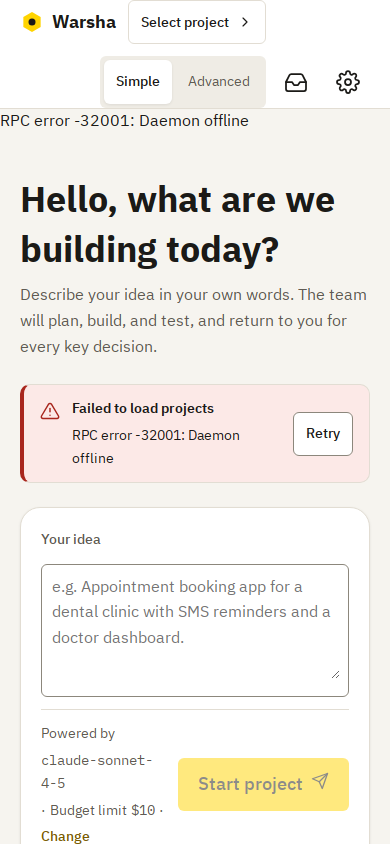 Warsha
Select project
Simple
Advanced
RPC error -32001: Daemon offline
Hello, what are we
building today?
Describe your idea in your own words. The team
will plan, build, and test, and return to you for
every key decision.
Failed to load projects
RPC error -32001: Daemon
offline
Retry
Your idea
e.g. Appointment booking app for a
dental clinic with SMS reminders and a
doctor dashboard.
Powered by
claude-sonnet-
4-5
· Budget limit $10 ·
Change
Start project